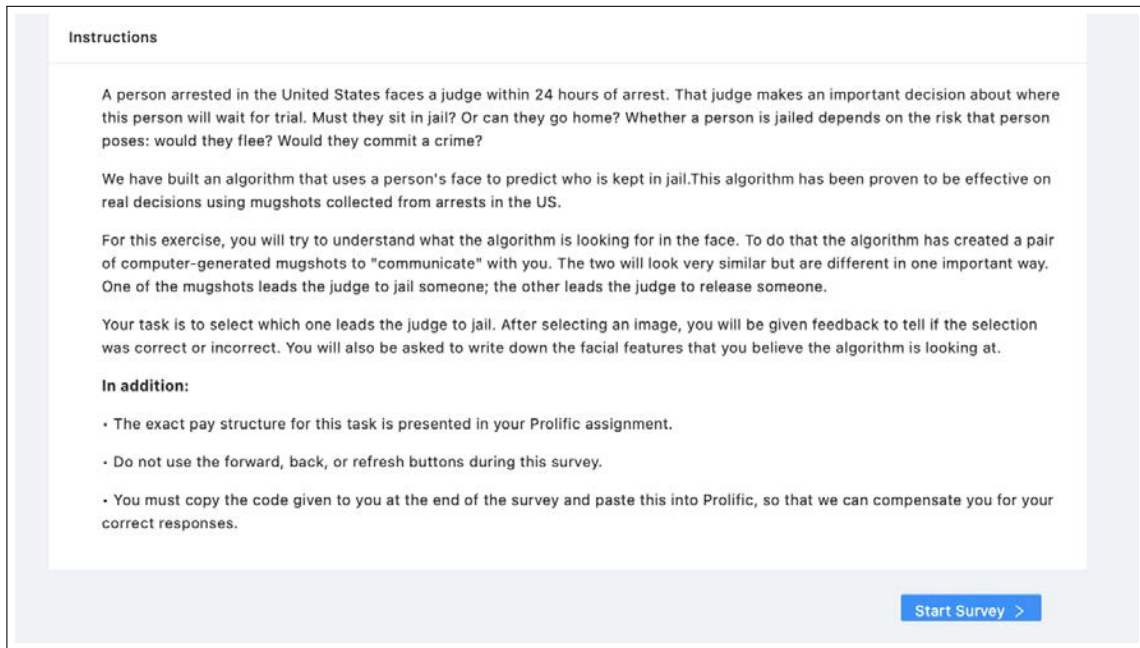 Instructions
A person arrested in the United States faces a judge within 24 hours of arrest. That judge makes an important decision about where
this person will wait for trial. Must they sit in jail? Or can they go home? Whether a person is jailed depends on the risk that person
poses: would they flee? Would they commit a crime?
We have built an algorithm that uses a person's face to predict who is kept in jail.This algorithm has been proven to be effective on
real decisions using mugshots collected from arrests in the US.
For this exercise, you will try to understand what the algorithm is looking for in the face. To do that the algorithm has created a pair
of computer-generated mugshots to "communicate" with you. The two will look very similar but are different in one important way.
One of the mugshots leads the judge to jail someone; the other leads the judge to release someone.
Your task is to select which one leads the judge to jail. After selecting an image, you will be given feedback to tell if the selection
was correct or incorrect. You will also be asked to write down the facial features that you believe the algorithm is looking at.
In addition:
• The exact pay structure for this task is presented in your Prolific assignment.
• Do not use the forward, back, or refresh buttons during this survey.
• You must copy the code given to you at the end of the survey and paste this into Prolific, so that we can compensate you for your
correct responses.
Start Survey >